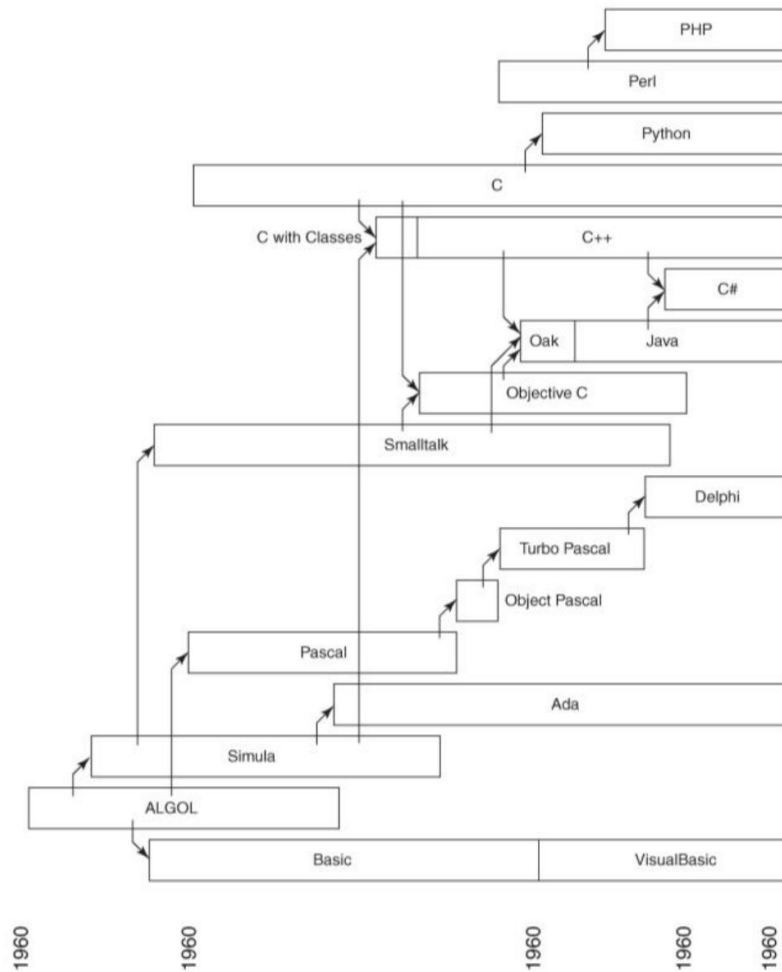 PHP
Perl
Python
C
C with Classes
C++
C#
Oak
Java
Objective C
Smalltalk
Delphi
Turbo Pascal
Object Pascal
Pascal
Ada
Simula
ALGOL
Basic
VisualBasic
1960
1960
1960
1960
1960